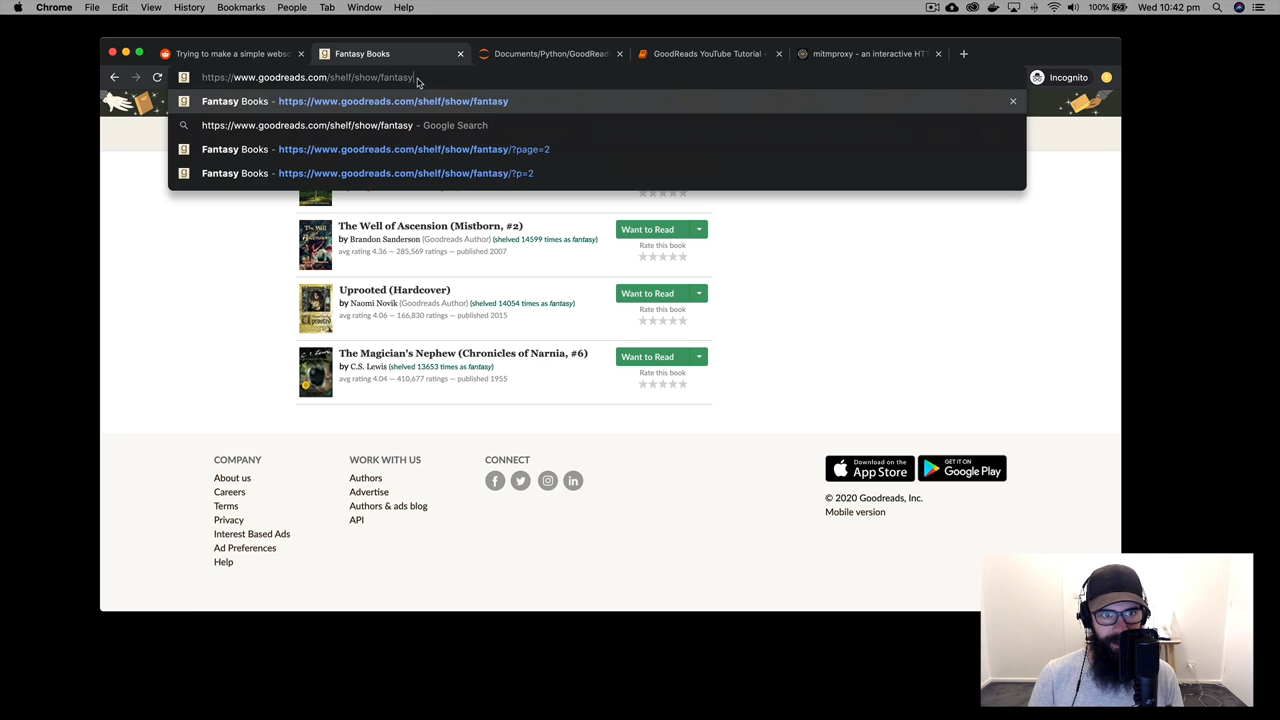 Chrome File Edit View History Bookmarks People Tab Window Help 100% Wed 10:42 pm
Trying to make a simple websc Fantasy Books Documents/Python/GoodRead GoodReads YouTube Tutorial - mitmproxy - an interactive HT
https://www.goodreads.com/shelf/show/fantasy Incognito
Fantasy Books - https://www.goodreads.com/shelf/show/fantasy
https://www.goodreads.com/shelf/show/fantasy - Google Search
Fantasy Books - https://www.goodreads.com/shelf/show/fantasy/?page=2
Fantasy Books - https://www.goodreads.com/shelf/show/fantasy/?p=2
The Well of Ascension (Mistborn, #2)
by Brandon Sanderson (Goodreads Author) (shelved 14599 times as fantasy)
avg rating 4.36 — 285,569 ratings — published 2007
Want to Read
Rate this book
Uprooted (Hardcover)
by Naomi Novik (Goodreads Author) (shelved 14054 times as fantasy)
avg rating 4.06 — 166,830 ratings — published 2015
Want to Read
Rate this book
The Magician's Nephew (Chronicles of Narnia, #6)
by C.S. Lewis (shelved 13653 times as fantasy)
avg rating 4.04 — 410,677 ratings — published 1955
Want to Read
Rate this book
COMPANY
About us
Careers
Terms
Privacy
Interest Based Ads
Ad Preferences
Help
WORK WITH US
Authors
Advertise
Authors & ads blog
API
CONNECT
Download on the
App Store
GET IT ON
Google Play
© 2020 Goodreads, Inc.
Mobile version